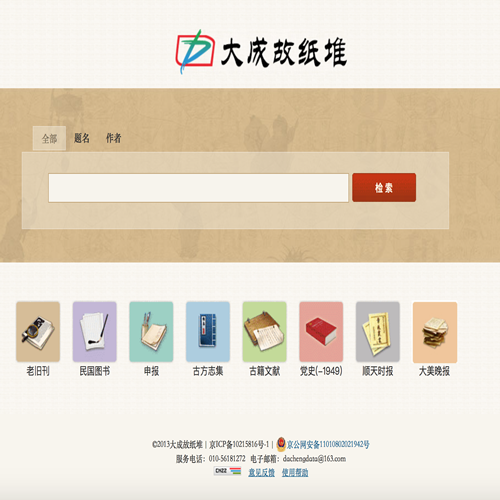 大成故纸堆
全部 题名 作者
检索
老旧刊 民国图书 申报 古方志集 古籍文献 党史(-1949) 顺天时报 大美晚报
©2013大成故纸堆 | 京ICP备10215816号-1 | 京公网安备11010802021942号
服务电话：010-56181272 电子邮箱：dachengdata@163.com
CNZZ 意见反馈 使用帮助